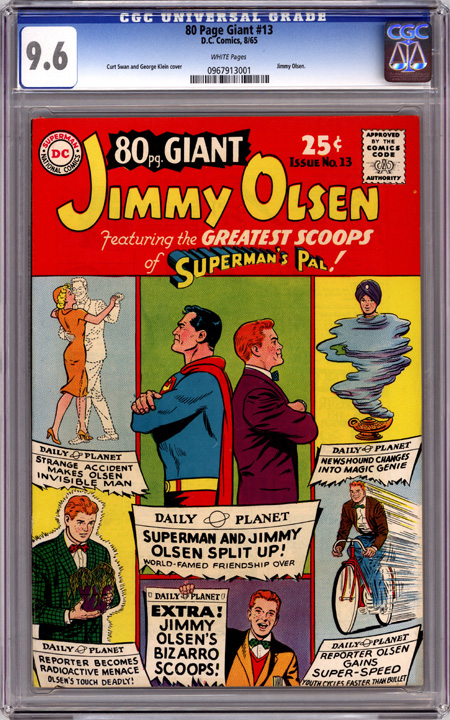 CGC UNIVERSAL GRADE
9.6
80 Page Giant #13
D.C. Comics, 8/65
WHITE Pages
Curt Swan and George Klein cover
Jimmy Olsen.
0967913001
CGC
SUPERMAN
DC
NATIONAL COMICS
80 pg. GIANT
25¢
ISSUE No. 13
APPROVED
BY THE
COMICS
CODE
AUTHORITY
JIMMY OLSEN
Featuring the GREATEST SCOOPS
of SUPERMAN'S PAL!
DAILY PLANET
STRANGE ACCIDENT
MAKES OLSEN
INVISIBLE MAN
DAILY PLANET
NEWSHOUND CHANGES
INTO MAGIC GENIE
DAILY PLANET
SUPERMAN AND JIMMY
OLSEN SPLIT UP!
WORLD-FAMED FRIENDSHIP OVER
DAILY PLANET
REPORTER BECOMES
RADIOACTIVE MENACE
OLSEN'S TOUCH DEADLY!
DAILY PLANET
EXTRA!
JIMMY
OLSEN'S
BIZARRO
SCOOPS!
DAILY PLANET
REPORTER OLSEN
GAINS
SUPER-SPEED
YOUTH CYCLES FASTER THAN BULLET